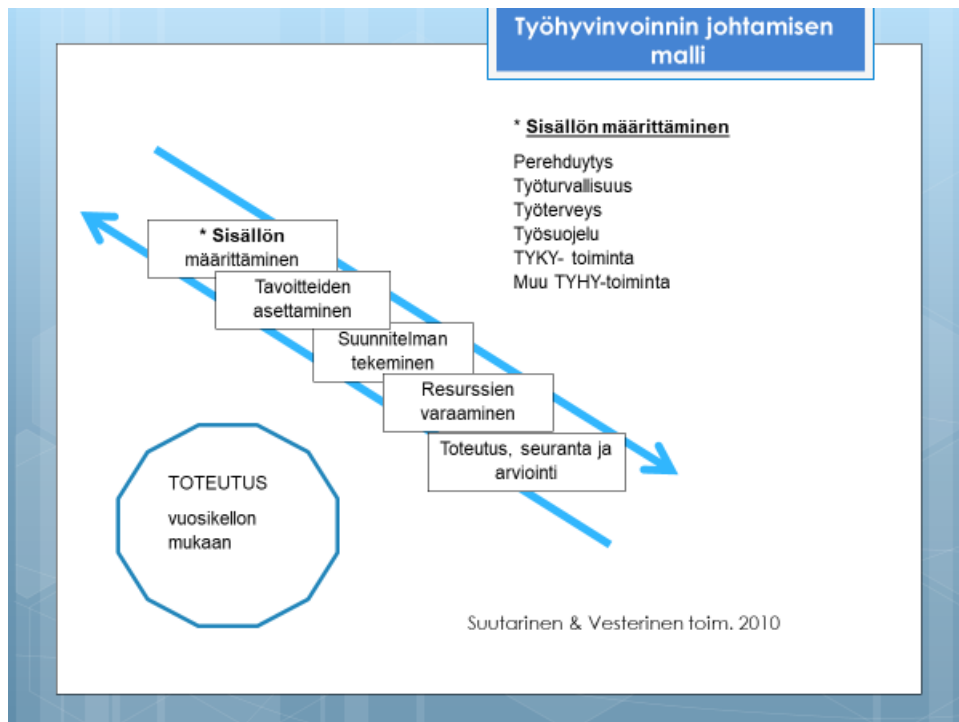 Työhyvinvoinnin johtamisen
malli
* Sisällön määrittäminen
Perehduytys
Työturvallisuus
Työterveys
Työsuojelu
TYKY- toiminta
Muu TYHY-toiminta
* Sisällön
määrittäminen
Tavoitteiden
asettaminen
Suunnitelman
tekeminen
Resurssien
varaaminen
Toteutus, seuranta ja
arviointi
TOTEUTUS
vuosikellon
mukaan
Suutarinen & Vesterinen toim. 2010